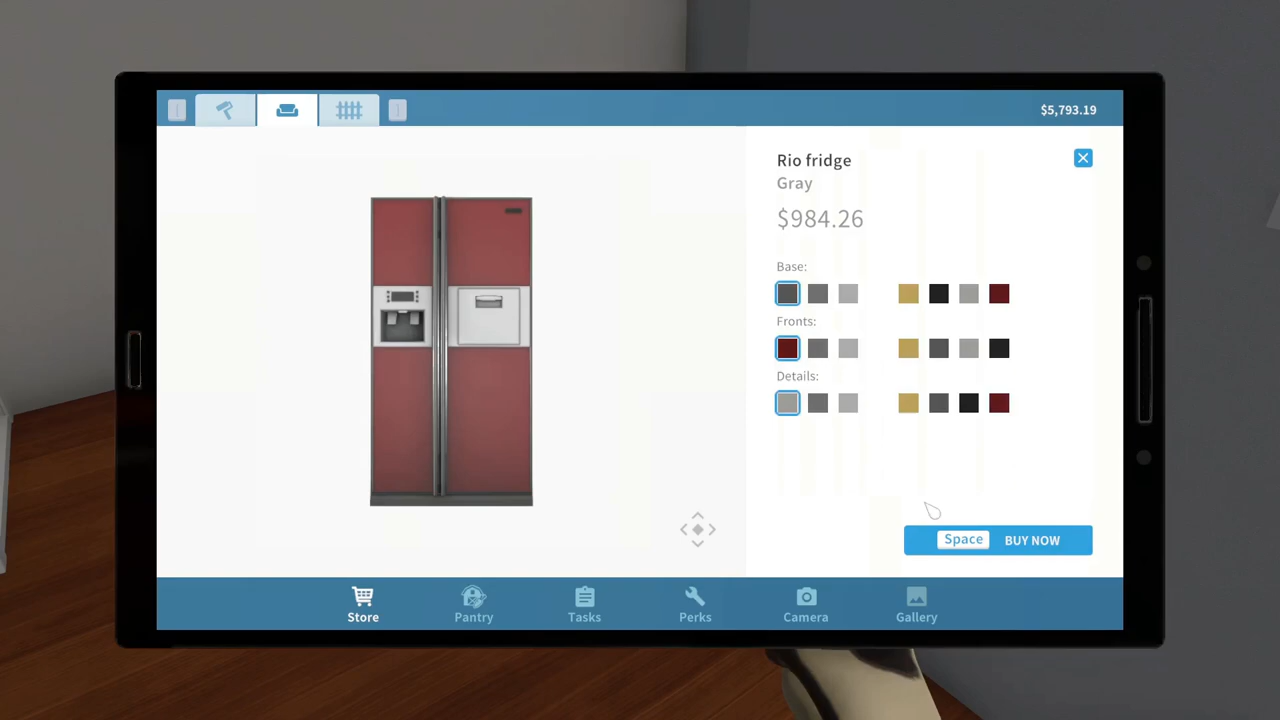 $5,793.19
Rio fridge
Gray
$984.26
Base:
Fronts:
Details:
Space BUY NOW
Store Pantry Tasks Perks Camera Gallery